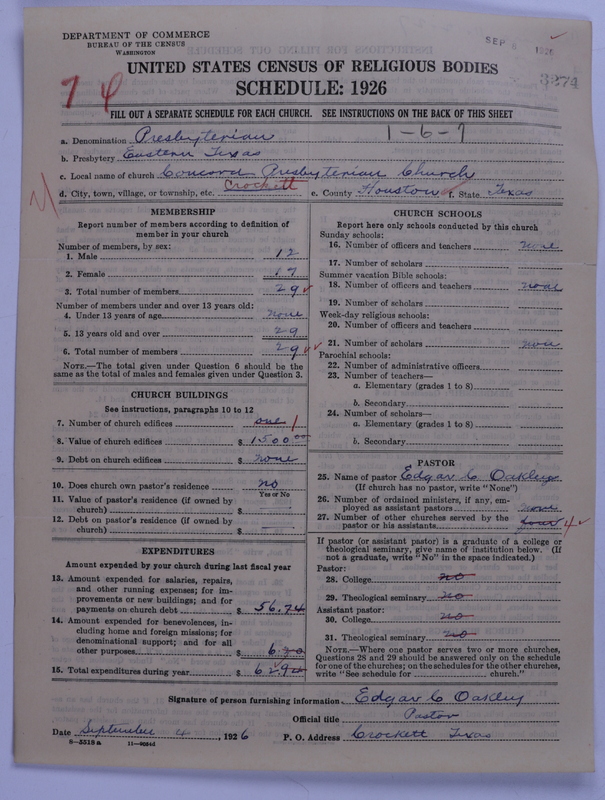 DEPARTMENT OF COMMERCE
BUREAU OF THE CENSUS
WASHINGTON
SEP 8 1926
UNITED STATES CENSUS OF RELIGIOUS BODIES
SCHEDULE: 1926
3274
FILL OUT A SEPARATE SCHEDULE FOR EACH CHURCH. SEE INSTRUCTIONS ON THE BACK OF THIS SHEET
1-6-7
a. Denomination Presbyterian
b. Presbytery Eastern Texas
c. Local name of church Concord Presbyterian Church
d. City, town, village, or township, etc. Crockett e. County Houston f. State Texas
MEMBERSHIP
Report number of members according to definition of
member in your church
Number of members, by sex:
1. Male 12
2. Female 17
3. Total number of members 29
Number of members under and over 13 years old:
4. Under 13 years of age none
5. 13 years old and over 29
6. Total number of members 29
NOTE.—The total given under Question 6 should be
same as the total of males and females given under Question 3.
CHURCH BUILDINGS
See instructions, paragraphs 10 to 12
7. Number of church edifices one 1
8. Value of church edifices $ 1500.00
9. Debt on church edifices $ none
10. Does church own pastor's residence no
Yes or No
11. Value of pastor's residence (if owned by
church) $
12. Debt on pastor's residence (if owned by
church) $
EXPENDITURES
Amount expended by your church during last fiscal year
13. Amount expended for salaries, repairs,
and other running expenses; for im-
provements or new buildings; and for
payments on church debt $ 56.74
14. Amount expended for benevolences, in-
cluding home and foreign missions; for
denominational support; and for all
other purposes $ 6.20
15. Total expenditures during year $ 62.94
CHURCH SCHOOLS
Report here only schools conducted by this church
Sunday schools:
16. Number of officers and teachers none
17. Number of scholars
Summer vacation Bible schools:
18. Number of officers and teachers none
19. Number of scholars
Week-day religious schools:
20. Number of officers and teachers
21. Number of scholars none
Parochial schools:
22. Number of administrative officers
23. Number of teachers—
a. Elementary (grades 1 to 8)
b. Secondary
24. Number of scholars—
a. Elementary (grades 1 to 8)
b. Secondary
PASTOR
25. Name of pastor Edgar C Oakley
(If church has no pastor, write "None")
26. Number of ordained ministers, if any, em-
ployed as assistant pastors none
27. Number of other churches served by the
pastor or his assistants four 4
If pastor (or assistant pastor) is a graduate of a college or
theological seminary, give name of institution below. (If
not a graduate, write "No" in the space indicated.)
Pastor:
28. College no
29. Theological seminary no
Assistant pastor:
30. College no
31. Theological seminary no
NOTE.—Where one pastor serves two or more churches,
Questions 28 and 29 should be answered only on the schedule
for one of the churches; on the schedules for the other churches,
write "See schedule for church."
Signature of person furnishing information Edgar C Oakley
Official title Pastor
Date September 4, 1926 P. O. Address Crockett Texas
8—5518a 11—9664d